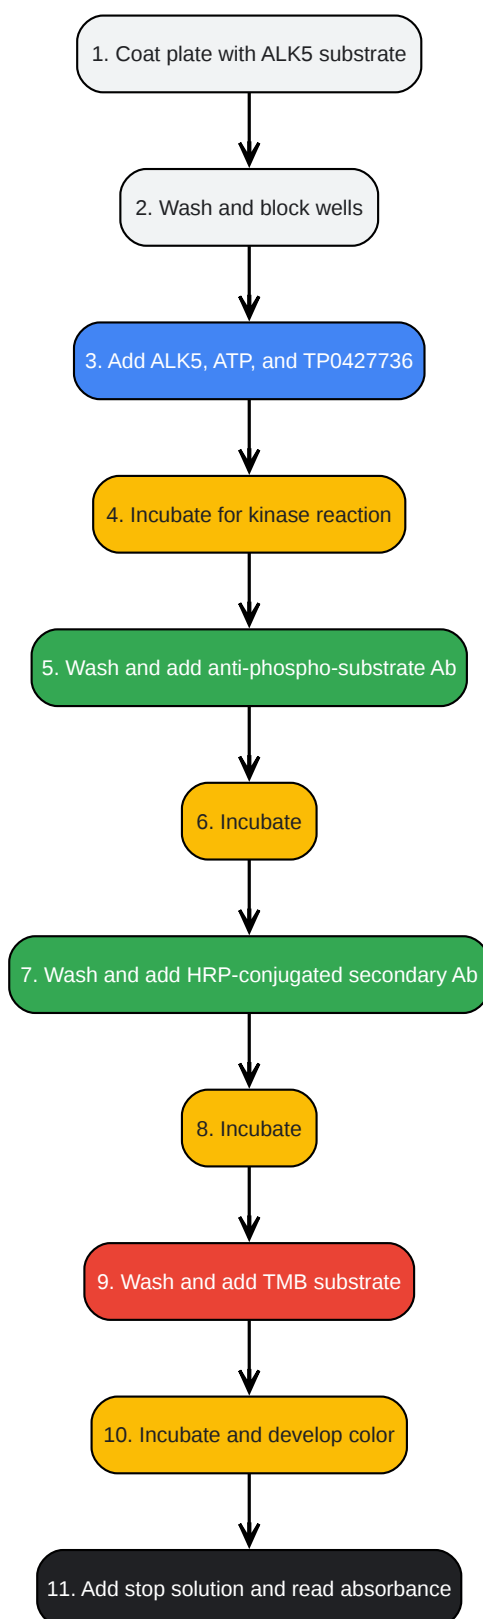 1. Coat plate with ALK5 substrate
2. Wash and block wells
3. Add ALK5, ATP, and TP0427736
4. Incubate for kinase reaction
5. Wash and add anti-phospho-substrate Ab
6. Incubate
7. Wash and add HRP-conjugated secondary Ab
8. Incubate
9. Wash and add TMB substrate
10. Incubate and develop color
11. Add stop solution and read absorbance